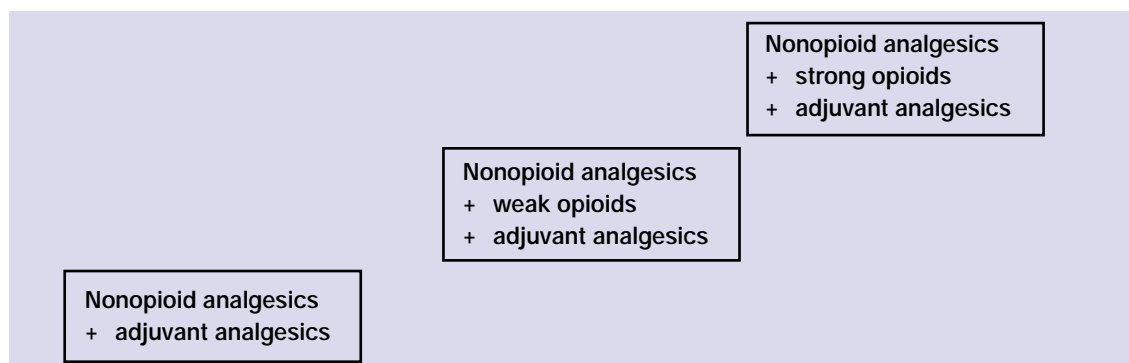 Nonopioid analgesics
+ strong opioids
+ adjuvant analgesics
Nonopioid analgesics
+ weak opioids
+ adjuvant analgesics
Nonopioid analgesics
+ adjuvant analgesics